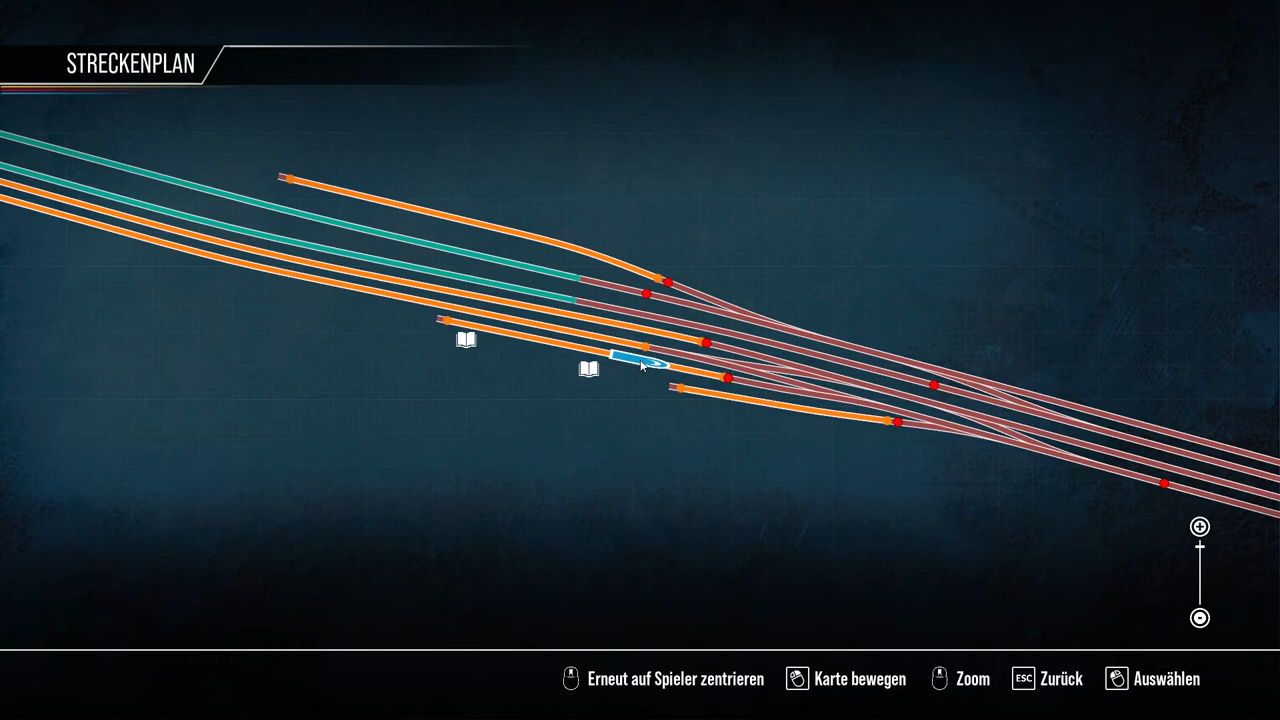 STRECKENPLAN
Erneut auf Spieler zentrieren
Karte bewegen
Zoom
ESC Zurück
Auswählen